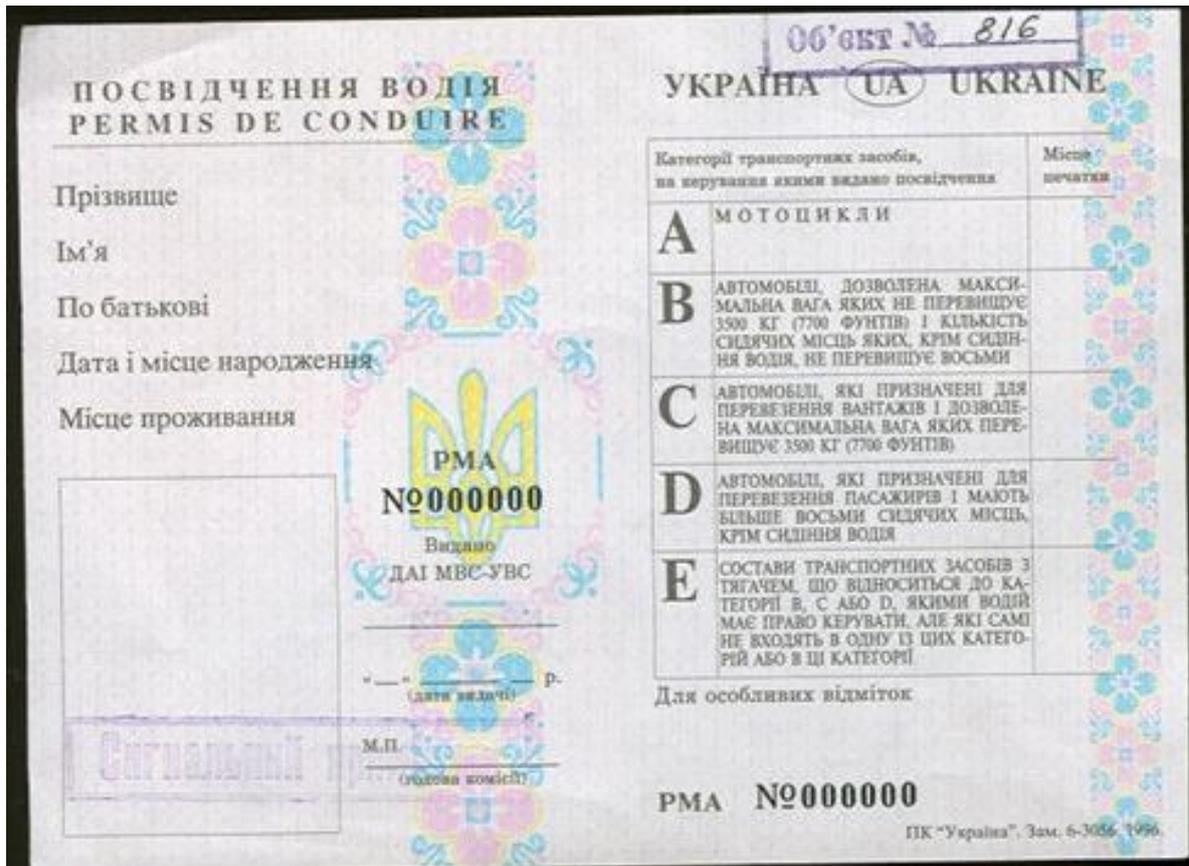 ПОСВІДЧЕННЯ ВОДІЯ
PERMIS DE CONDUIRE
Прізвище
Ім'я
По батькові
Дата і місце народження
Місце проживання
РМА
№000000
Видано
ДАІ МВС-УВС
"—" р.
(дата видачі)
М.П.
(голова комісії)
Сигнальний
Об'єкт № 816
УКРАЇНА UA UKRAINE
Категорії транспортних засобів,
на керування якими видано посвідчення
Місце
печатки
A МОТОЦИКЛИ
B АВТОМОБІЛІ, ДОЗВОЛЕНА МАКСИ-
МАЛЬНА ВАГА ЯКИХ НЕ ПЕРЕВИЩУЄ
3500 КГ (7700 ФУНТІВ) І КІЛЬКІСТЬ
СИДЯЧИХ МІСЦЬ ЯКИХ, КРІМ СИДІН-
НЯ ВОДІЯ, НЕ ПЕРЕВИЩУЄ ВОСЬМИ
C АВТОМОБІЛІ, ЯКІ ПРИЗНАЧЕНІ ДЛЯ
ПЕРЕВЕЗЕННЯ ВАНТАЖІВ І ДОЗВОЛЕ-
НА МАКСИМАЛЬНА ВАГА ЯКИХ ПЕРЕ-
ВИЩУЄ 3500 КГ (7700 ФУНТІВ)
D АВТОМОБІЛІ, ЯКІ ПРИЗНАЧЕНІ ДЛЯ
ПЕРЕВЕЗЕННЯ ПАСАЖИРІВ І МАЮТЬ
БІЛЬШЕ ВОСЬМИ СИДЯЧИХ МІСЦЬ,
КРІМ СИДІННЯ ВОДІЯ
E СОСТАВИ ТРАНСПОРТНИХ ЗАСОБІВ З
ТЯГАЧЕМ, ЩО ВІДНОСИТЬСЯ ДО КА-
ТЕГОРІЇ B, C АБО D, ЯКИМИ ВОДІЙ
МАЄ ПРАВО КЕРУВАТИ, АЛЕ ЯКІ САМІ
НЕ ВХОДЯТЬ В ОДНУ ІЗ ЦИХ КАТЕГО-
РІЙ АБО В ЦІ КАТЕГОРІЇ
Для особливих відміток
РМА №000000
ПК "Україна". Зам. 6-3056. 1996.